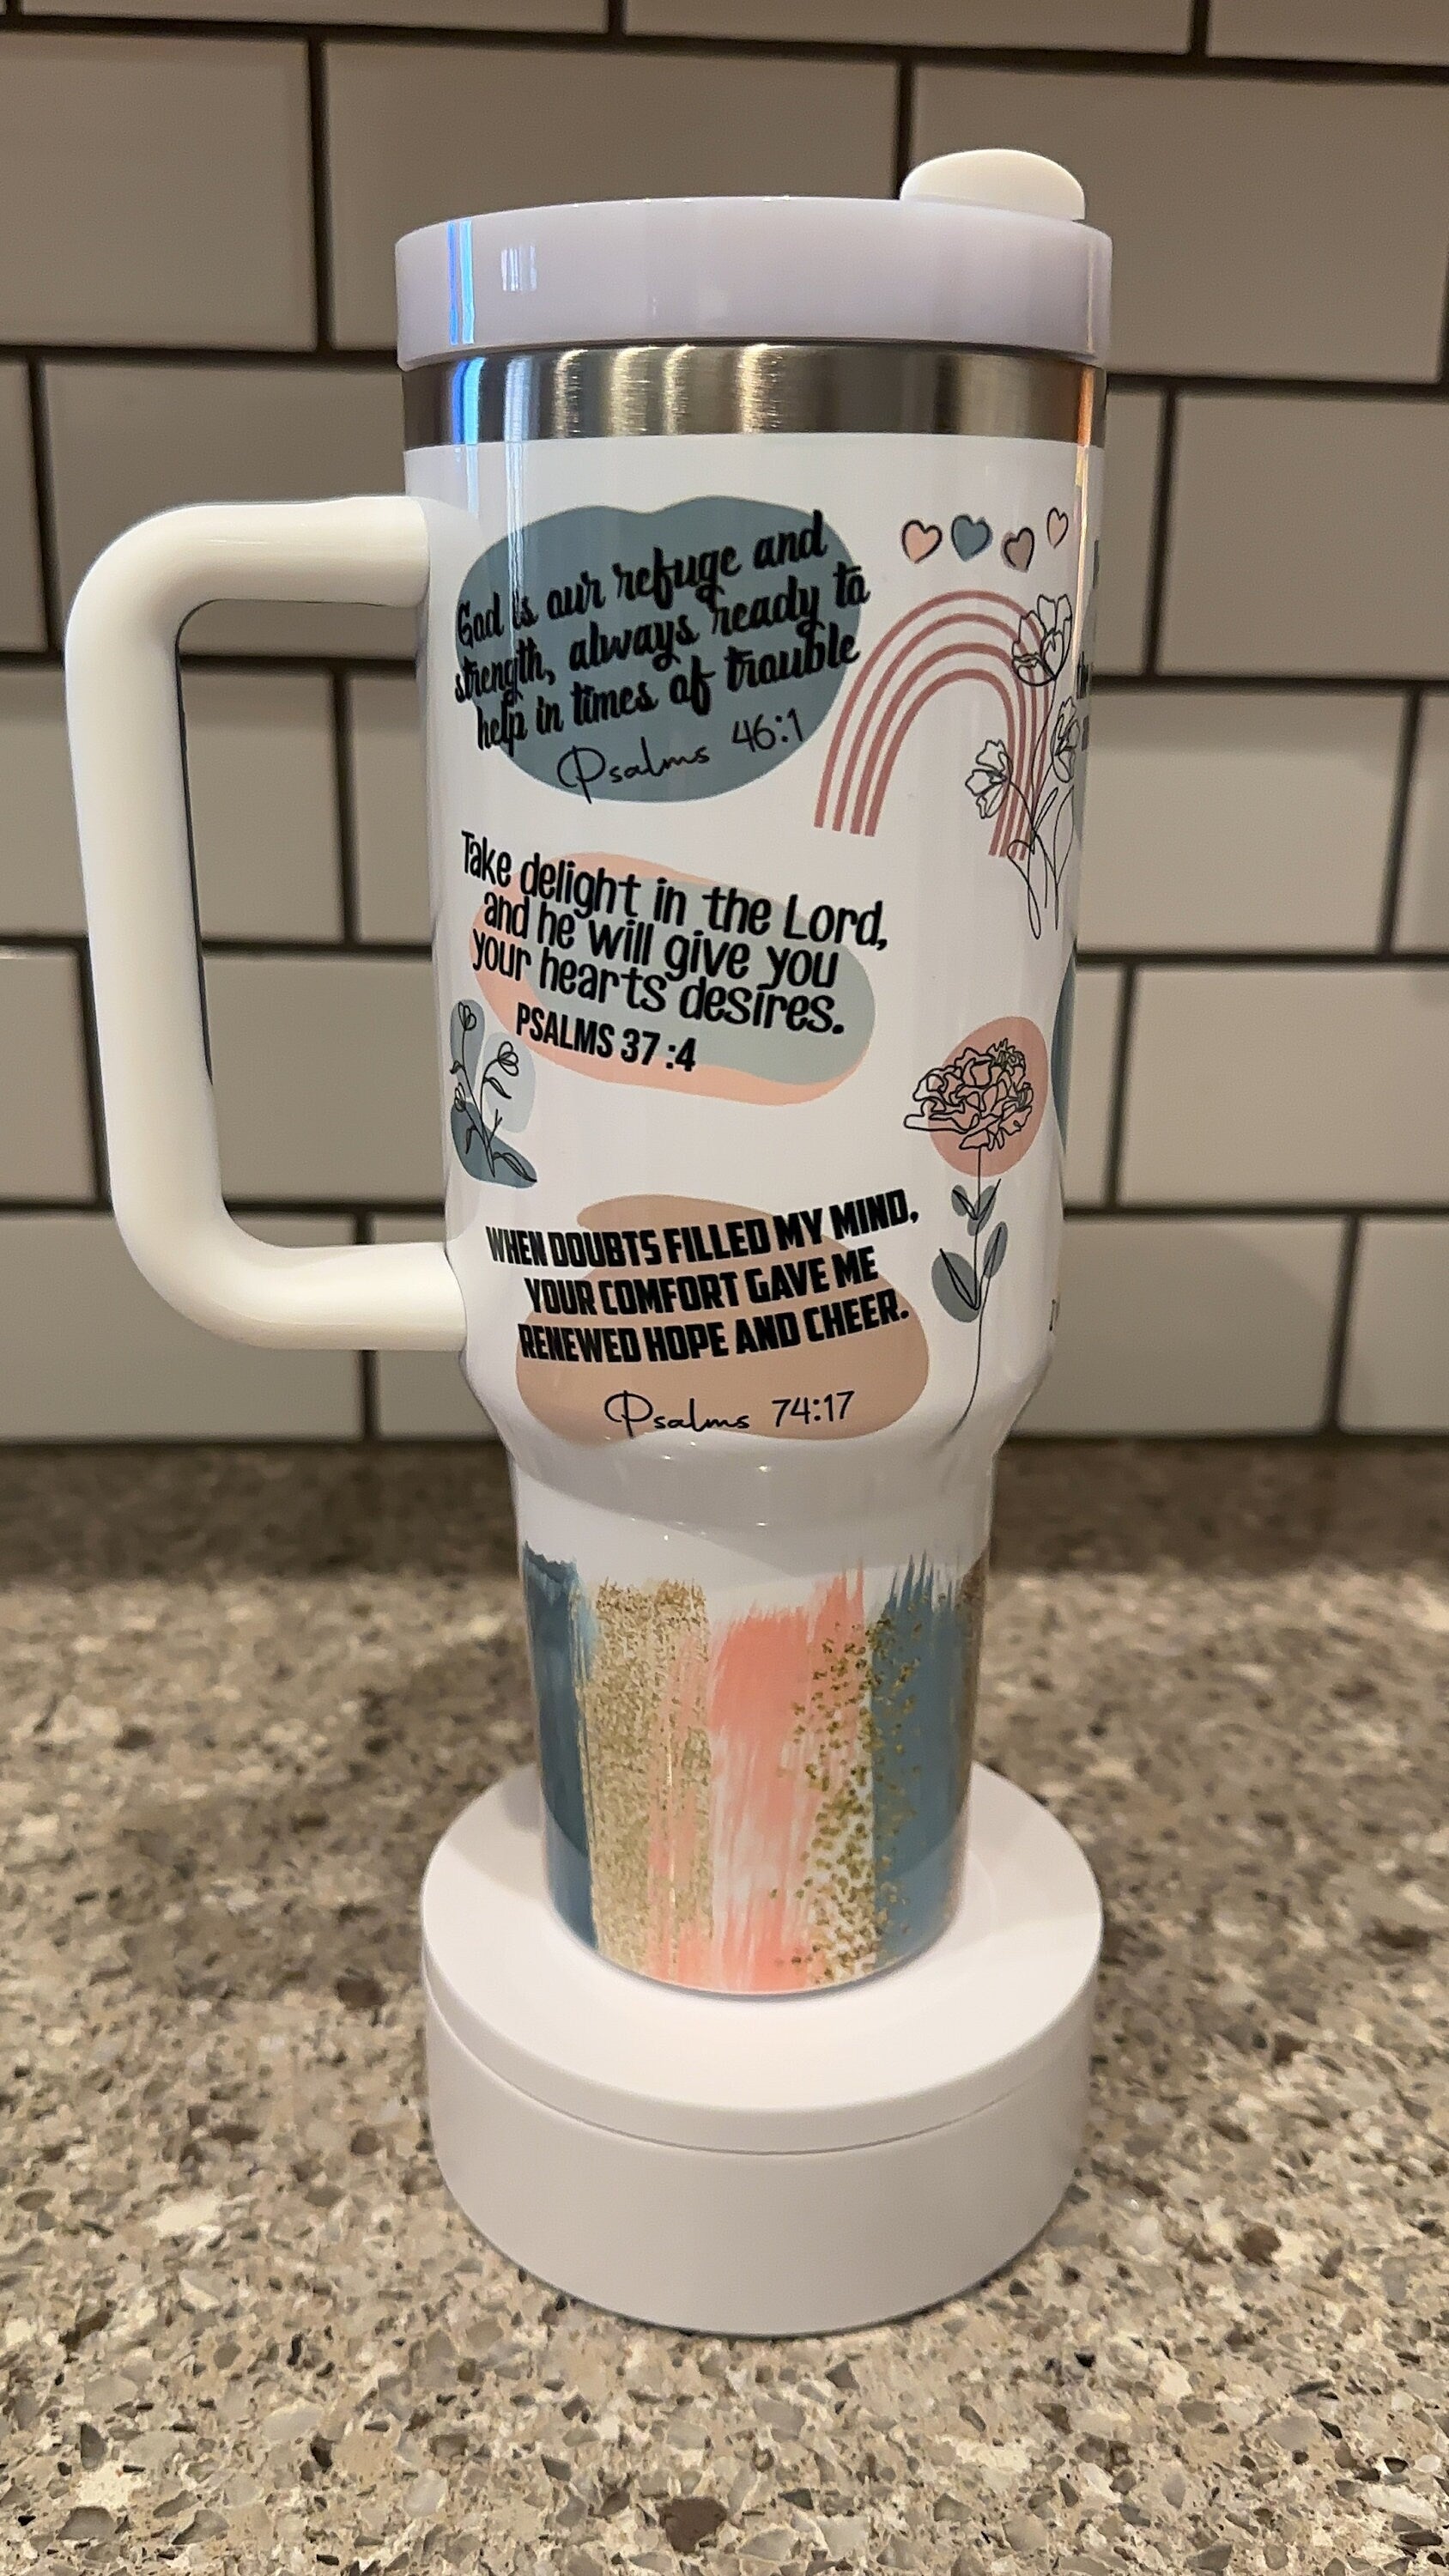 God is our refuge and
strength, always ready to
help in times of trouble
Psalms 46:1
Take delight in the Lord,
and he will give you
your hearts desires.
PSALMS 37:4
WHEN DOUBTS FILLED MY MIND,
YOUR COMFORT GAVE ME
RENEWED HOPE AND CHEER.
Psalms 74:17